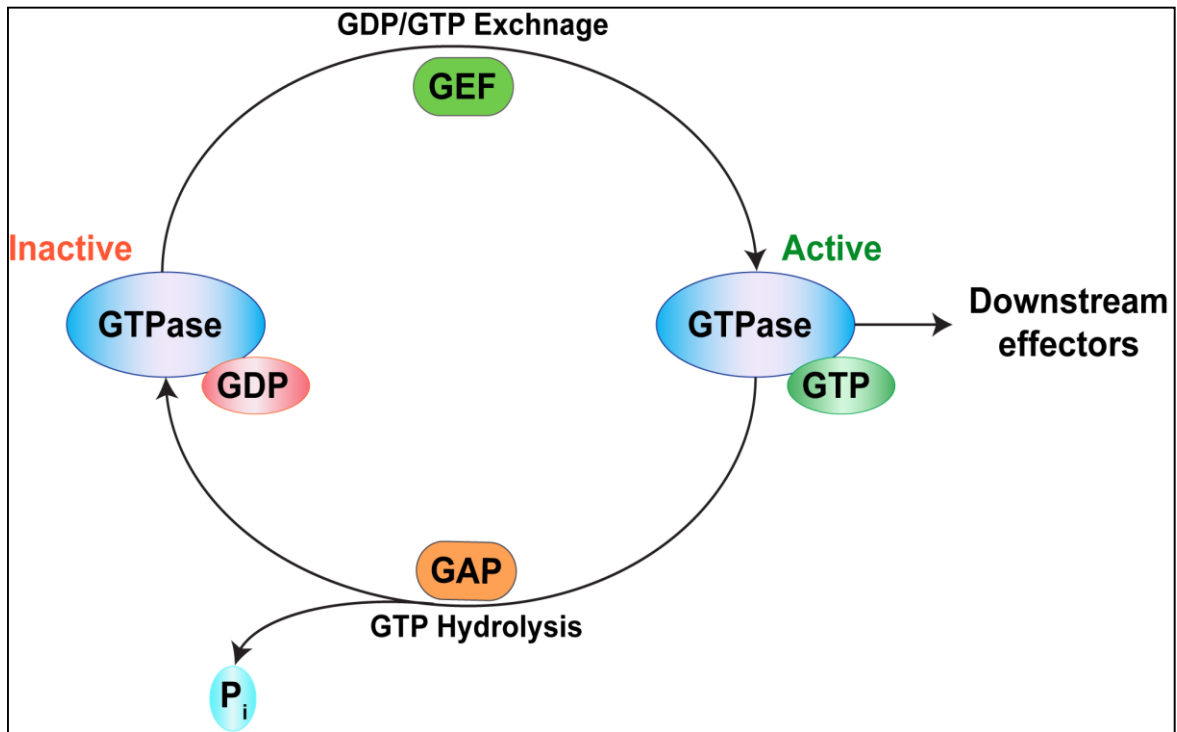 GDP/GTP Exchnage
GEF
Inactive
Active
GTPase
GDP
GTPase
GTP
Downstream
effectors
GAP
GTP Hydrolysis
Pi